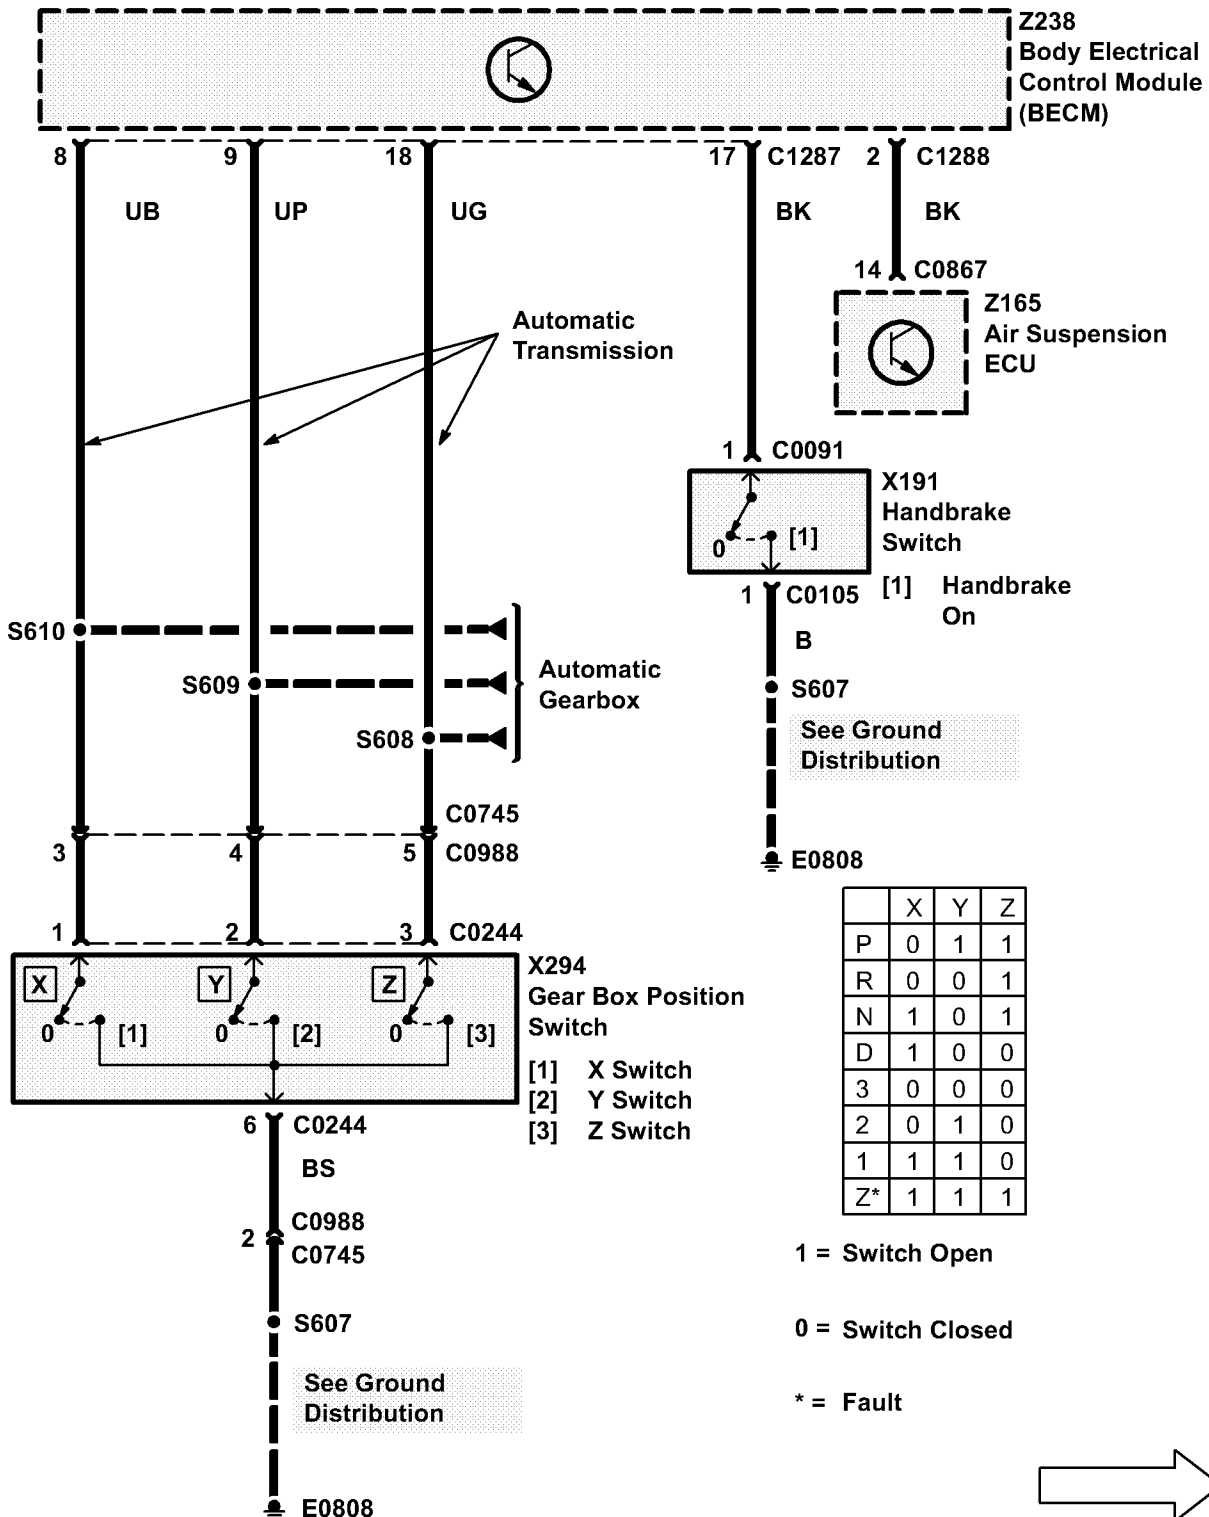 Z238
Body Electrical
Control Module
(BECM)
8 9 18 17 C1287 2 C1288
UB UP UG BK BK
14 C0867
Z165
Air Suspension
ECU
Automatic
Transmission
1 C0091
X191
Handbrake
Switch
0 [1]
1 C0105
[1] Handbrake
On
B
S610
S609
S608
Automatic
Gearbox
S607
See Ground
Distribution
E0808
C0745
3 4 5 C0988
1 2 3 C0244
X Y Z
0 [1] 0 [2] 0 [3]
X294
Gear Box Position
Switch
[1] X Switch
[2] Y Switch
[3] Z Switch
6 C0244
BS
C0988
2
C0745
S607
See Ground
Distribution
E0808
X Y Z
P 0 1 1
R 0 0 1
N 1 0 1
D 1 0 0
3 0 0 0
2 0 1 0
1 1 1 0
Z* 1 1 1
1 = Switch Open
0 = Switch Closed
* = Fault